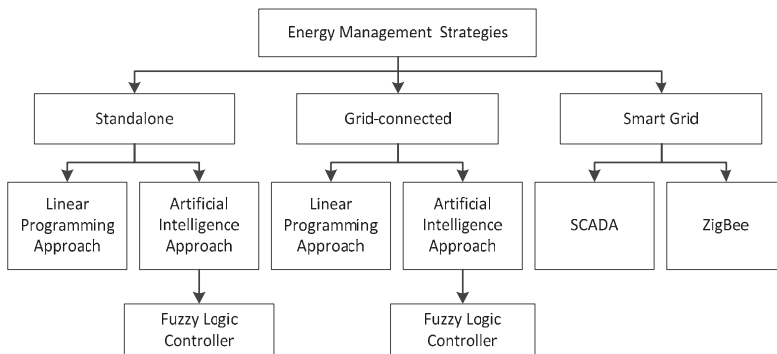 Energy Management Strategies
Standalone
Grid-connected
Smart Grid
Linear
Programming
Approach
Artificial
Intelligence
Approach
Linear
Programming
Approach
Artificial
Intelligence
Approach
SCADA
ZigBee
Fuzzy Logic
Controller
Fuzzy Logic
Controller